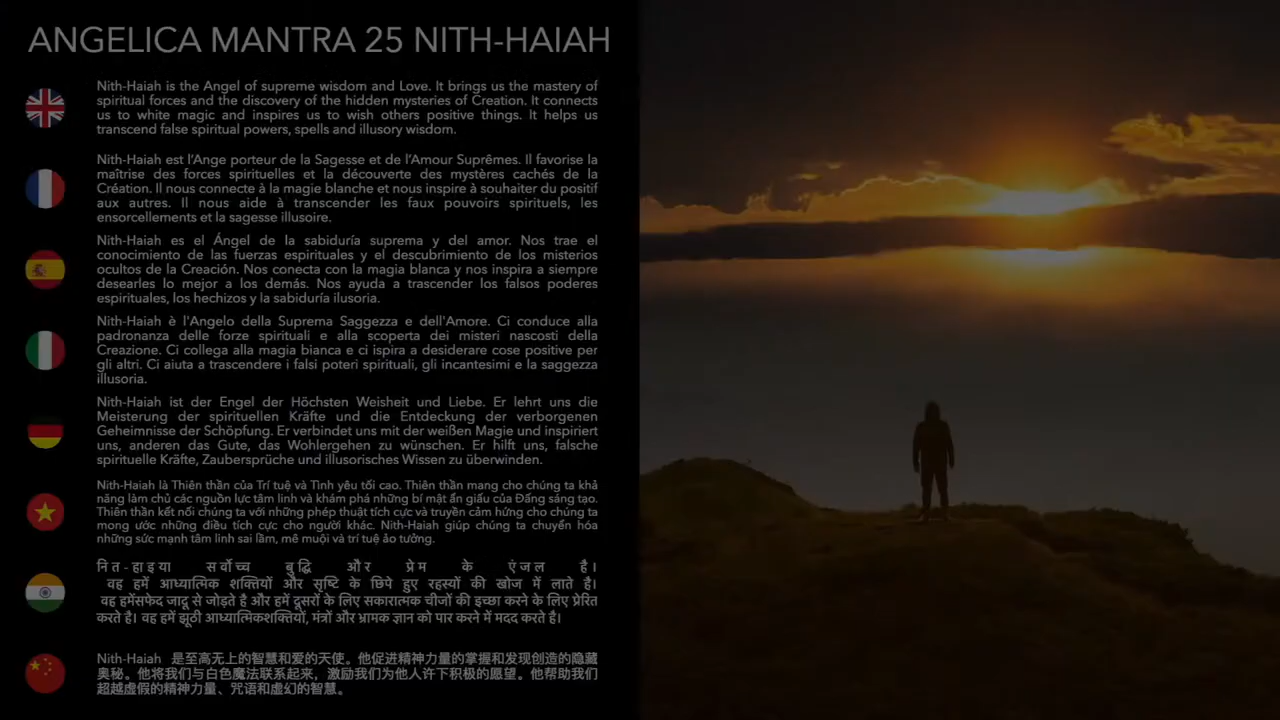 ANGELICA MANTRA 25 NITH-HAIAH
Nith-Haiah is the Angel of supreme wisdom and Love. It brings us the mastery of
spiritual forces and the discovery of the hidden mysteries of Creation. It connects
us to white magic and inspires us to wish others positive things. It helps us
transcend false spiritual powers, spells and illusory wisdom.
Nith-Haiah est l'Ange porteur de la Sagesse et de l'Amour Suprêmes. Il favorise la
maîtrise des forces spirituelles et la découverte des mystères cachés de la
Création. Il nous connecte à la magie blanche et nous inspire à souhaiter du positif
aux autres. Il nous aide à transcender les faux pouvoirs spirituels, les
ensorcellements et la sagesse illusoire.
Nith-Haiah es el Ángel de la sabiduría suprema y del amor. Nos trae el
conocimiento de las fuerzas espirituales y el descubrimiento de los misterios
ocultos de la Creación. Nos conecta con la magia blanca y nos inspira a siempre
desearles lo mejor a los demás. Nos ayuda a trascender los falsos poderes
espirituales, los hechizos y la sabiduría ilusoria.
Nith-Haiah è l'Angelo della Suprema Saggezza e dell'Amore. Ci conduce alla
padronanza delle forze spirituali e alla scoperta dei misteri nascosti della
Creazione. Ci collega alla magia bianca e ci ispira a desiderare cose positive per
gli altri. Ci aiuta a trascendere i falsi poteri spirituali, gli incantesimi e la saggezza
illusoria.
Nith-Haiah ist der Engel der Höchsten Weisheit und Liebe. Er lehrt uns die
Meisterung der spirituellen Kräfte und die Entdeckung der verborgenen
Geheimnisse der Schöpfung. Er verbindet uns mit der weißen Magie und inspiriert
uns, anderen das Gute, das Wohlergehen zu wünschen. Er hilft uns, falsche
spirituelle Kräfte, Zaubersprüche und illusorisches Wissen zu überwinden.
Nith-Haiah là Thiên thần của Trí tuệ và Tình yêu tối cao. Thiên thần mang cho chúng ta khả
năng làm chủ các nguồn lực tâm linh và khám phá những bí mật ẩn giấu của Đấng sáng tạo.
Thiên thần kết nối chúng ta với những phép thuật tích cực và truyền cảm hứng cho chúng ta
mong ước những điều tích cực cho người khác. Nith-Haiah giúp chúng ta chuyển hóa
những sức mạnh tâm linh sai lầm, mê muội và trí tuệ ảo tưởng.
नित-हाइया सर्वोच्च बुद्धि और प्रेम के एंजल है।
वह हमें आध्यात्मिक शक्तियों और सृष्टि के छिपे हुए रहस्यों की खोज में लाते है।
वह हमेंसफेद जादू से जोड़ते है और हमें दूसरों के लिए सकारात्मक चीजों की इच्छा करने के लिए प्रेरित
करते है। वह हमें झूठी आध्यात्मिकशक्तियों, मंत्रों और भ्रामक ज्ञान को पार करने में मदद करते है।
Nith-Haiah 是至高无上的智慧和爱的天使。他促进精神力量的掌握和发现创造的隐藏
奥秘。他将我们与白色魔法联系起来，激励我们为他人许下积极的愿望。他帮助我们
超越虚假的精神力量、咒语和虚幻的智慧。